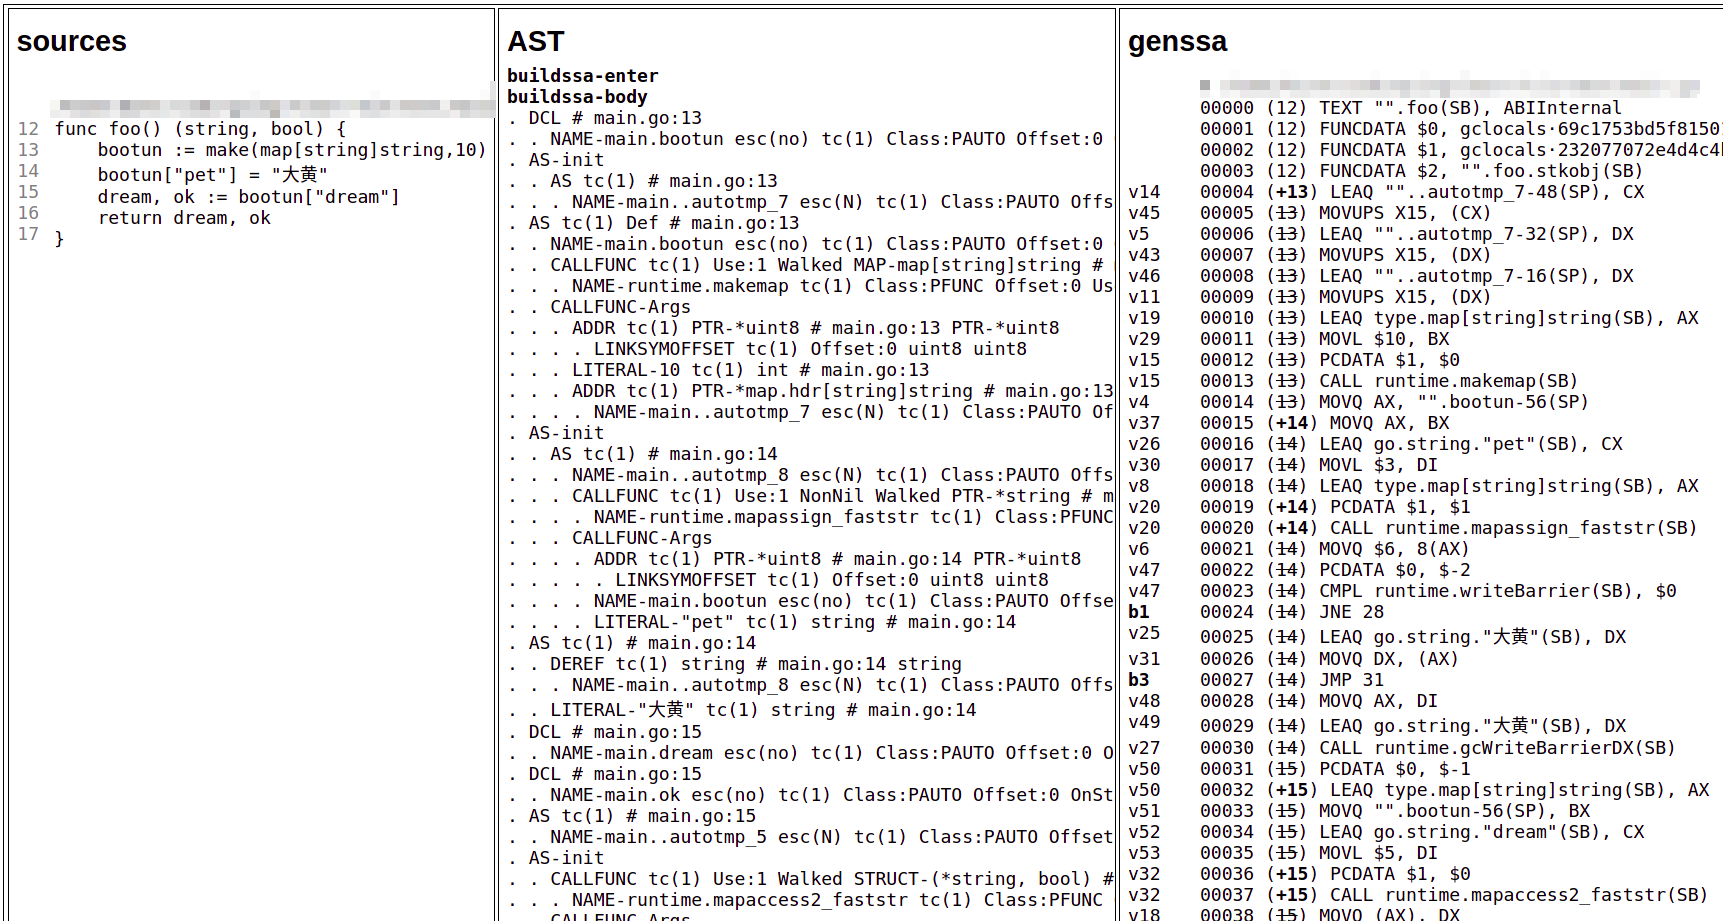 sources
12 func foo() (string, bool) {
13     bootun := make(map[string]string,10)
14     bootun["pet"] = "大黄"
15     dream, ok := bootun["dream"]
16     return dream, ok
17 }
AST
buildssa-enter
buildssa-body
. DCL # main.go:13
. . NAME-main.bootun esc(no) tc(1) Class:PAUTO Offset:0
. AS-init
. . AS tc(1) # main.go:13
. . . NAME-main..autotmp_7 esc(N) tc(1) Class:PAUTO Offs
. AS tc(1) Def # main.go:13
. . NAME-main.bootun esc(no) tc(1) Class:PAUTO Offset:0
. . CALLFUNC tc(1) Use:1 Walked MAP-map[string]string #
. . . NAME-runtime.makemap tc(1) Class:PFUNC Offset:0 Us
. . CALLFUNC-Args
. . . ADDR tc(1) PTR-*uint8 # main.go:13 PTR-*uint8
. . . . LINKSYMOFFSET tc(1) Offset:0 uint8 uint8
. . . LITERAL-10 tc(1) int # main.go:13
. . . ADDR tc(1) PTR-*map.hdr[string]string # main.go:13
. . . . NAME-main..autotmp_7 esc(N) tc(1) Class:PAUTO Of
. AS-init
. . AS tc(1) # main.go:14
. . . NAME-main..autotmp_8 esc(N) tc(1) Class:PAUTO Offs
. . . CALLFUNC tc(1) Use:1 NonNil Walked PTR-*string # m
. . . . NAME-runtime.mapassign_faststr tc(1) Class:PFUNC
. . . CALLFUNC-Args
. . . . ADDR tc(1) PTR-*uint8 # main.go:14 PTR-*uint8
. . . . . LINKSYMOFFSET tc(1) Offset:0 uint8 uint8
. . . . NAME-main.bootun esc(no) tc(1) Class:PAUTO Offse
. . . . LITERAL-"pet" tc(1) string # main.go:14
. AS tc(1) # main.go:14
. . DEREF tc(1) string # main.go:14 string
. . . NAME-main..autotmp_8 esc(N) tc(1) Class:PAUTO Offs
. . LITERAL-"大黄" tc(1) string # main.go:14
. DCL # main.go:15
. . NAME-main.dream esc(no) tc(1) Class:PAUTO Offset:0 O
. DCL # main.go:15
. . NAME-main.ok esc(no) tc(1) Class:PAUTO Offset:0 OnSt
. AS tc(1) # main.go:15
. . NAME-main..autotmp_5 esc(N) tc(1) Class:PAUTO Offset
. AS-init
. . CALLFUNC tc(1) Use:1 Walked STRUCT-(*string, bool) #
. . . NAME-runtime.mapaccess2_faststr tc(1) Class:PFUNC
. . CALLFUNC-Args
genssa
00000 (12) TEXT "".foo(SB), ABIInternal
00001 (12) FUNCDATA $0, gclocals·69c1753bd5f8150
00002 (12) FUNCDATA $1, gclocals·232077072e4d4c4
00003 (12) FUNCDATA $2, "".foo.stkobj(SB)
v14 00004 (+13) LEAQ ""..autotmp_7-48(SP), CX
v45 00005 (13) MOVUPS X15, (CX)
v5 00006 (13) LEAQ ""..autotmp_7-32(SP), DX
v43 00007 (13) MOVUPS X15, (DX)
v46 00008 (13) LEAQ ""..autotmp_7-16(SP), DX
v11 00009 (13) MOVUPS X15, (DX)
v19 00010 (13) LEAQ type.map[string]string(SB), AX
v29 00011 (13) MOVL $10, BX
v15 00012 (13) PCDATA $1, $0
v15 00013 (13) CALL runtime.makemap(SB)
v4 00014 (13) MOVQ AX, "".bootun-56(SP)
v37 00015 (+14) MOVQ AX, BX
v26 00016 (14) LEAQ go.string."pet"(SB), CX
v30 00017 (14) MOVL $3, DI
v8 00018 (14) LEAQ type.map[string]string(SB), AX
v20 00019 (+14) PCDATA $1, $1
v20 00020 (+14) CALL runtime.mapassign_faststr(SB)
v6 00021 (14) MOVQ $6, 8(AX)
v47 00022 (14) PCDATA $0, $-2
v47 00023 (14) CMPL runtime.writeBarrier(SB), $0
b1 00024 (14) JNE 28
v25 00025 (14) LEAQ go.string."大黄"(SB), DX
v31 00026 (14) MOVQ DX, (AX)
b3 00027 (14) JMP 31
v48 00028 (14) MOVQ AX, DI
v49 00029 (14) LEAQ go.string."大黄"(SB), DX
v27 00030 (14) CALL runtime.gcWriteBarrierDX(SB)
v50 00031 (15) PCDATA $0, $-1
v50 00032 (+15) LEAQ type.map[string]string(SB), AX
v51 00033 (15) MOVQ "".bootun-56(SP), BX
v52 00034 (15) LEAQ go.string."dream"(SB), CX
v53 00035 (15) MOVL $5, DI
v32 00036 (+15) PCDATA $1, $0
v32 00037 (+15) CALL runtime.mapaccess2_faststr(SB)
v18 00038 (15) MOVQ (AX), DX